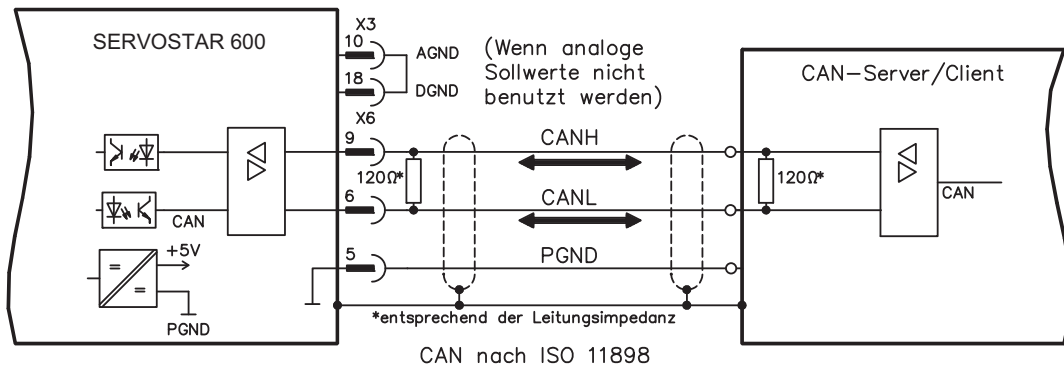 SERVOSTAR 600
X3
10
AGND
18
DGND
(Wenn analoge
Sollwerte nicht
benutzt werden)
CAN-Server/Client
X6
9
CANH
120Ω*
120Ω*
6
CANL
CAN
CAN
5
PGND
+5V
=
=
PGND
*entsprechend der Leitungsimpedanz
CAN nach ISO 11898